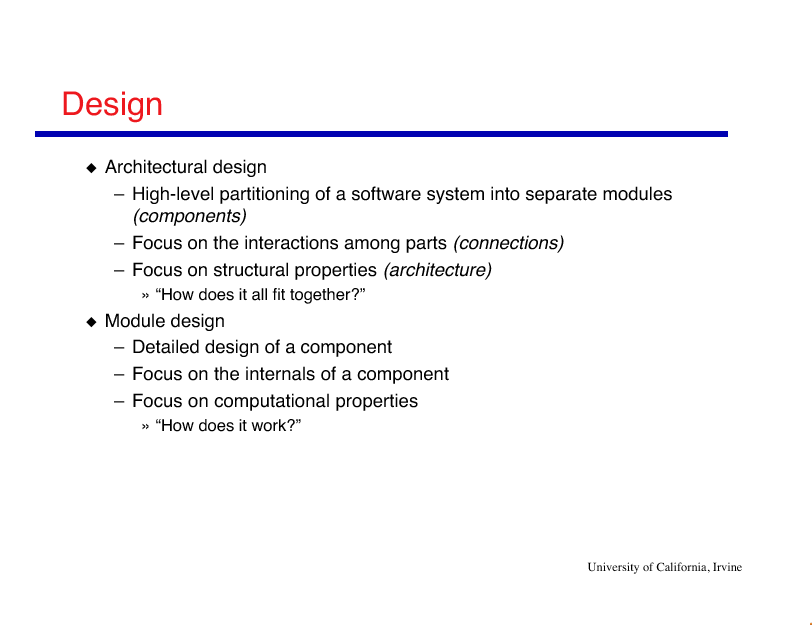 Design
◆ Architectural design
– High-level partitioning of a software system into separate modules
(components)
– Focus on the interactions among parts (connections)
– Focus on structural properties (architecture)
» “How does it all fit together?”
◆ Module design
– Detailed design of a component
– Focus on the internals of a component
– Focus on computational properties
» “How does it work?”
University of California, Irvine